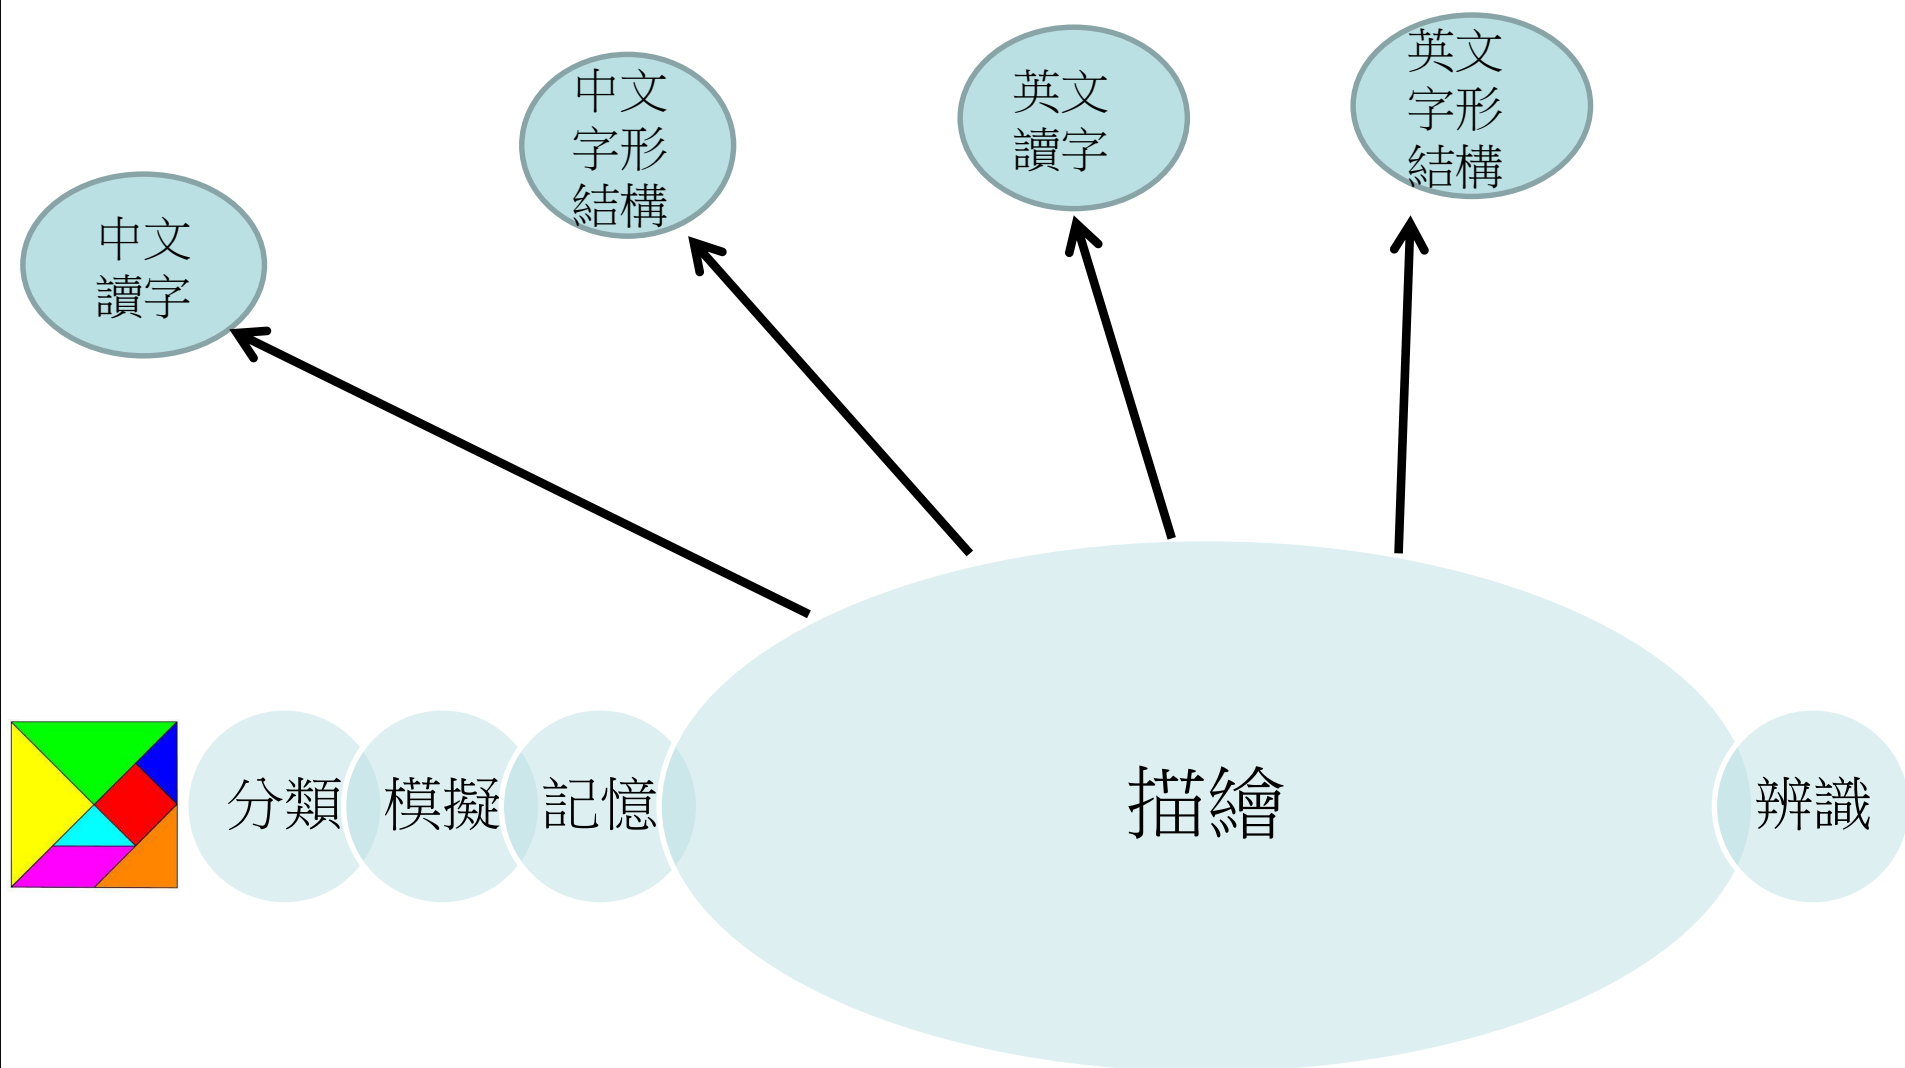 中文
讀字
中文
字形
結構
英文
讀字
英文
字形
結構
分類
模擬
記憶
描繪
辨識